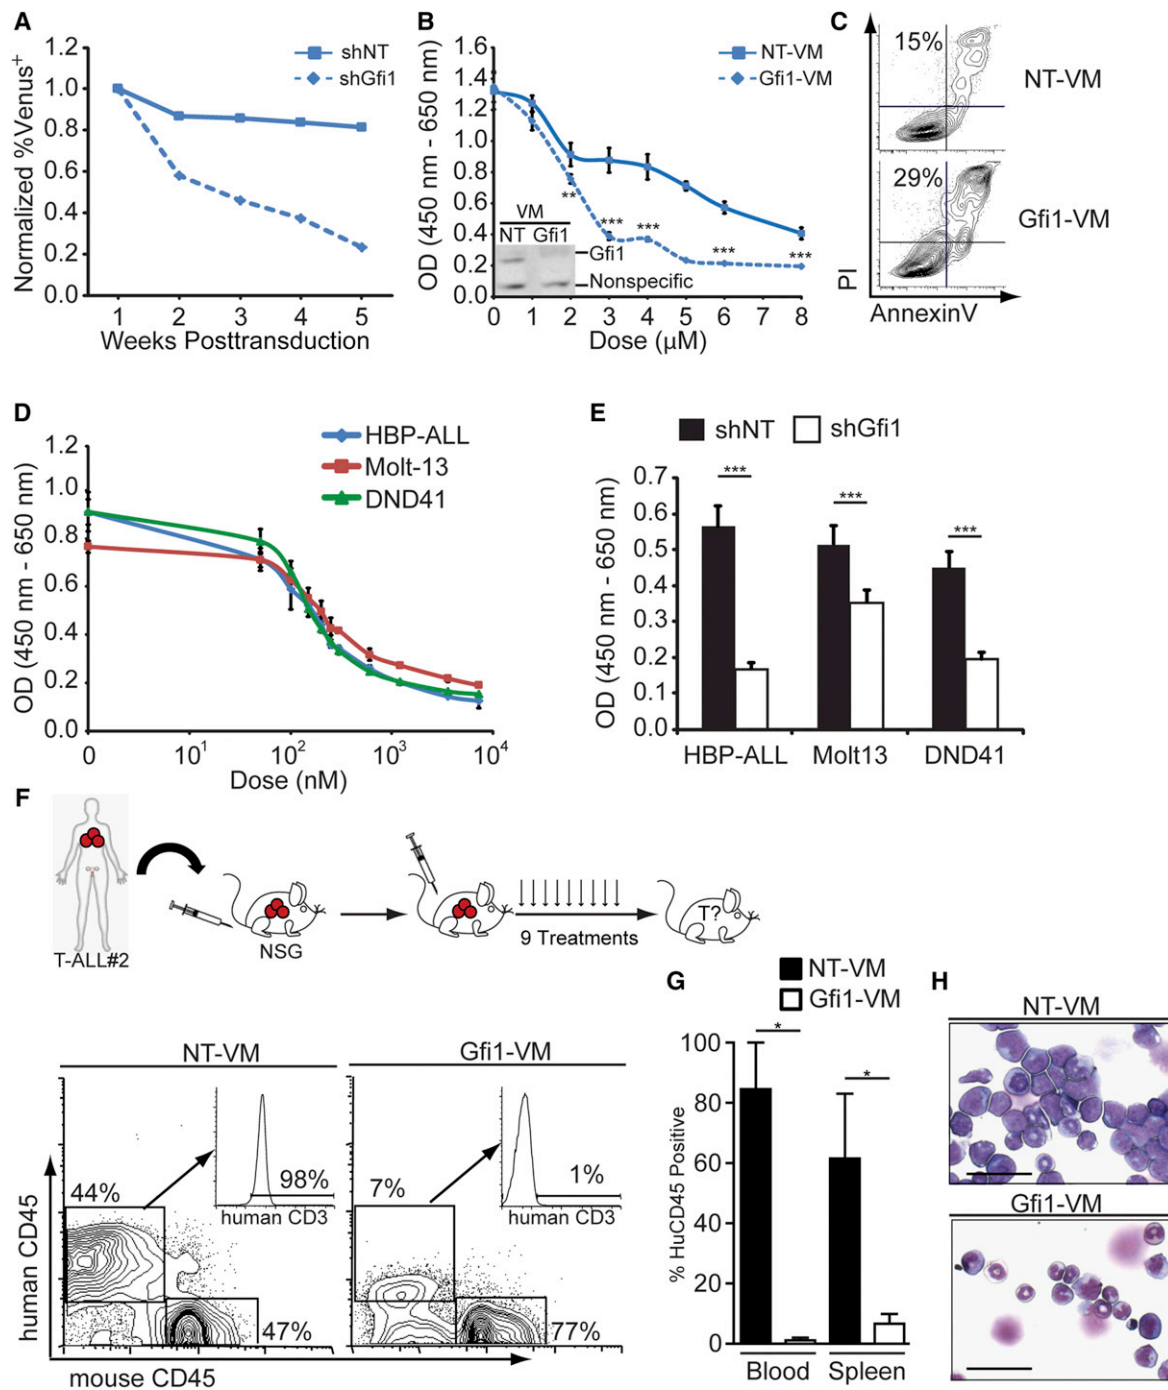 A
Normalized %Venus+
1.2
1.0
0.8
0.6
0.4
0.2
0.0
1 2 3 4 5
Weeks Posttransduction
shNT
shGfi1
B
OD (450 nm - 650 nm)
1.6
1.4
1.2
1.0
0.8
0.6
0.4
0.2
0.0
0 1 2 3 4 5 6 7 8
Dose (µM)
NT-VM
Gfi1-VM
**
***
***
***
***
VM
NT Gfi1
Gfi1
Nonspecific
C
15%
NT-VM
29%
Gfi1-VM
PI
AnnexinV
D
OD (450 nm - 650 nm)
1.2
1.0
0.8
0.6
0.4
0.2
0.0
0 101 102 103 104
Dose (nM)
HBP-ALL
Molt-13
DND41
E
shNT shGfi1
OD (450 nm - 650 nm)
0.7
0.6
0.5
0.4
0.3
0.2
0.1
0.0
***
***
***
HBP-ALL Molt13 DND41
F
T-ALL#2
NSG
9 Treatments
T?
NT-VM
44%
98%
human CD3
47%
Gfi1-VM
7%
1%
human CD3
77%
human CD45
mouse CD45
G
NT-VM
Gfi1-VM
% HuCD45 Positive
100
80
60
40
20
0
*
*
Blood Spleen
H
NT-VM
Gfi1-VM